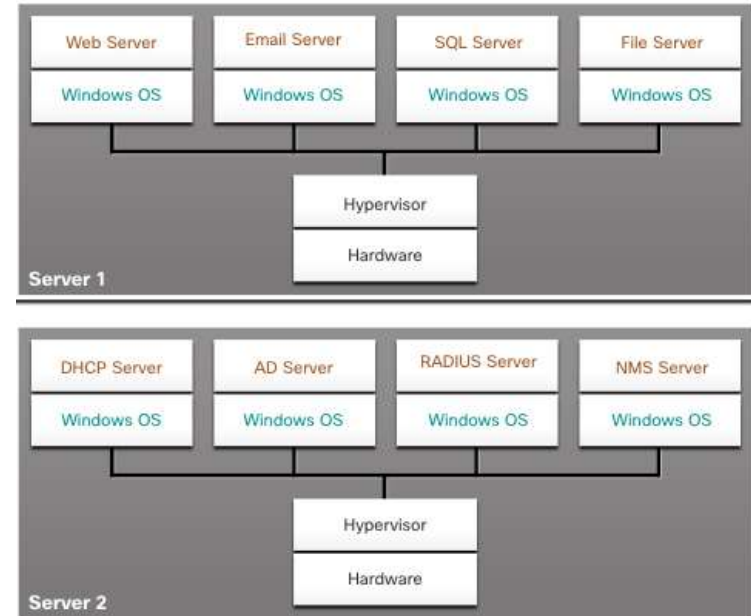 Web Server
Email Server
SQL Server
File Server
Windows OS
Windows OS
Windows OS
Windows OS
Hypervisor
Hardware
Server 1
DHCP Server
AD Server
RADIUS Server
NMS Server
Windows OS
Windows OS
Windows OS
Windows OS
Hypervisor
Hardware
Server 2